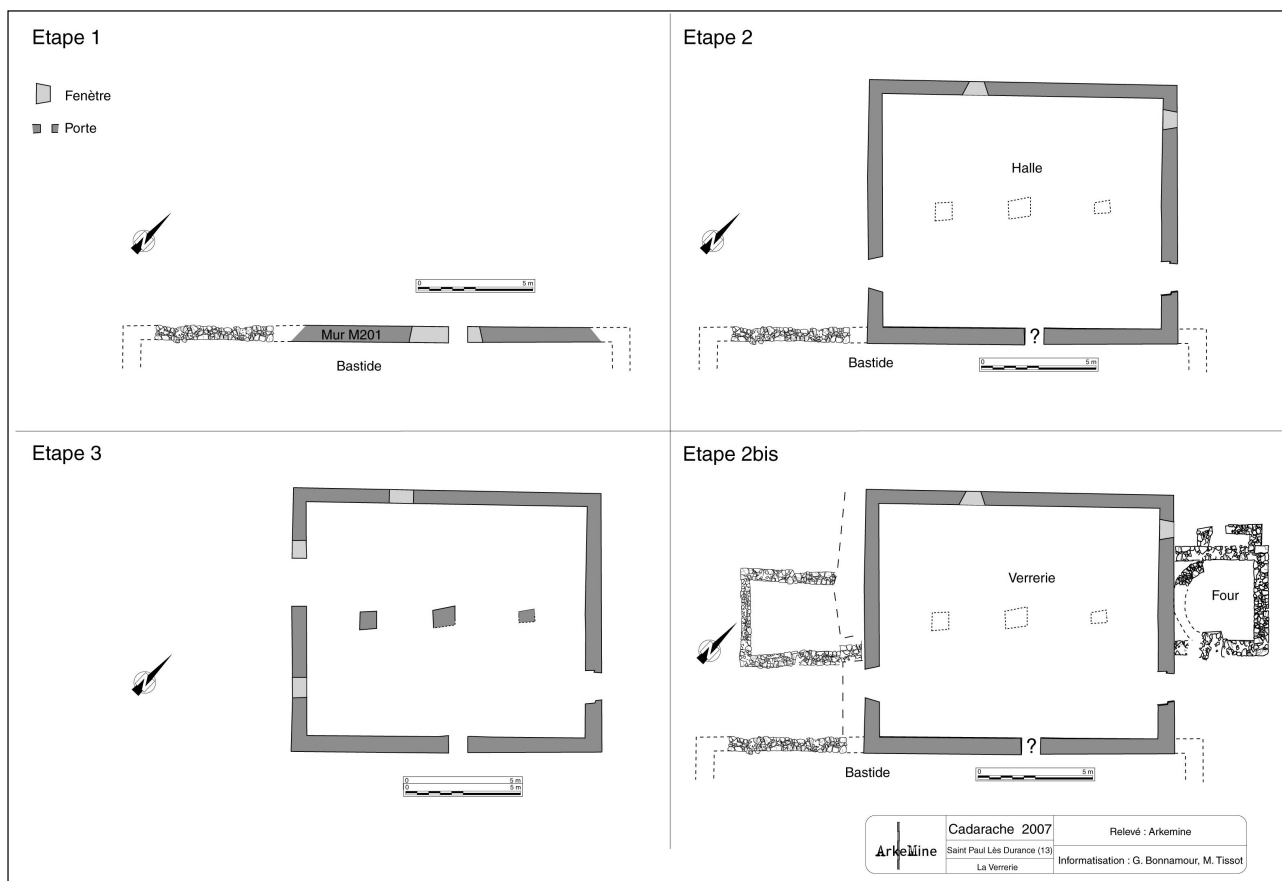 Etape 1
Fenètre
Porte
0 5 m
Mur M201
Bastide
Etape 2
Halle
?
Bastide
0 5 m
Etape 3
0 5 m
0 5 m
Etape 2bis
Verrerie
Four
?
Bastide
0 5 m
ArkeMine
Cadarache 2007
Saint Paul Lès Durance (13)
La Verrerie
Relevé : Arkemine
Informatisation : G. Bonnamour, M. Tissot